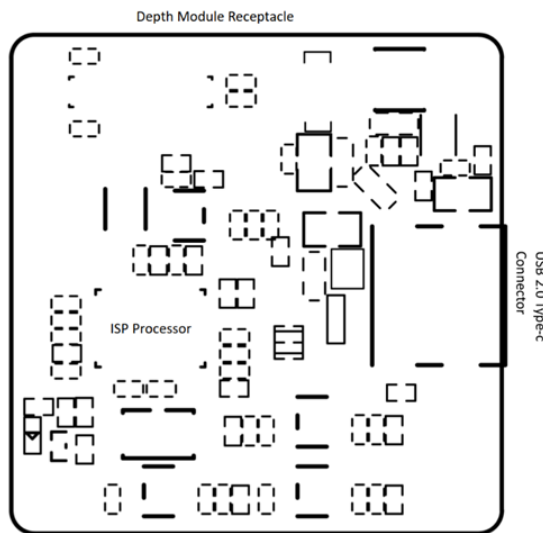 Depth Module Receptacle
USB 2.0 Type-c
Connector
ISP Processor